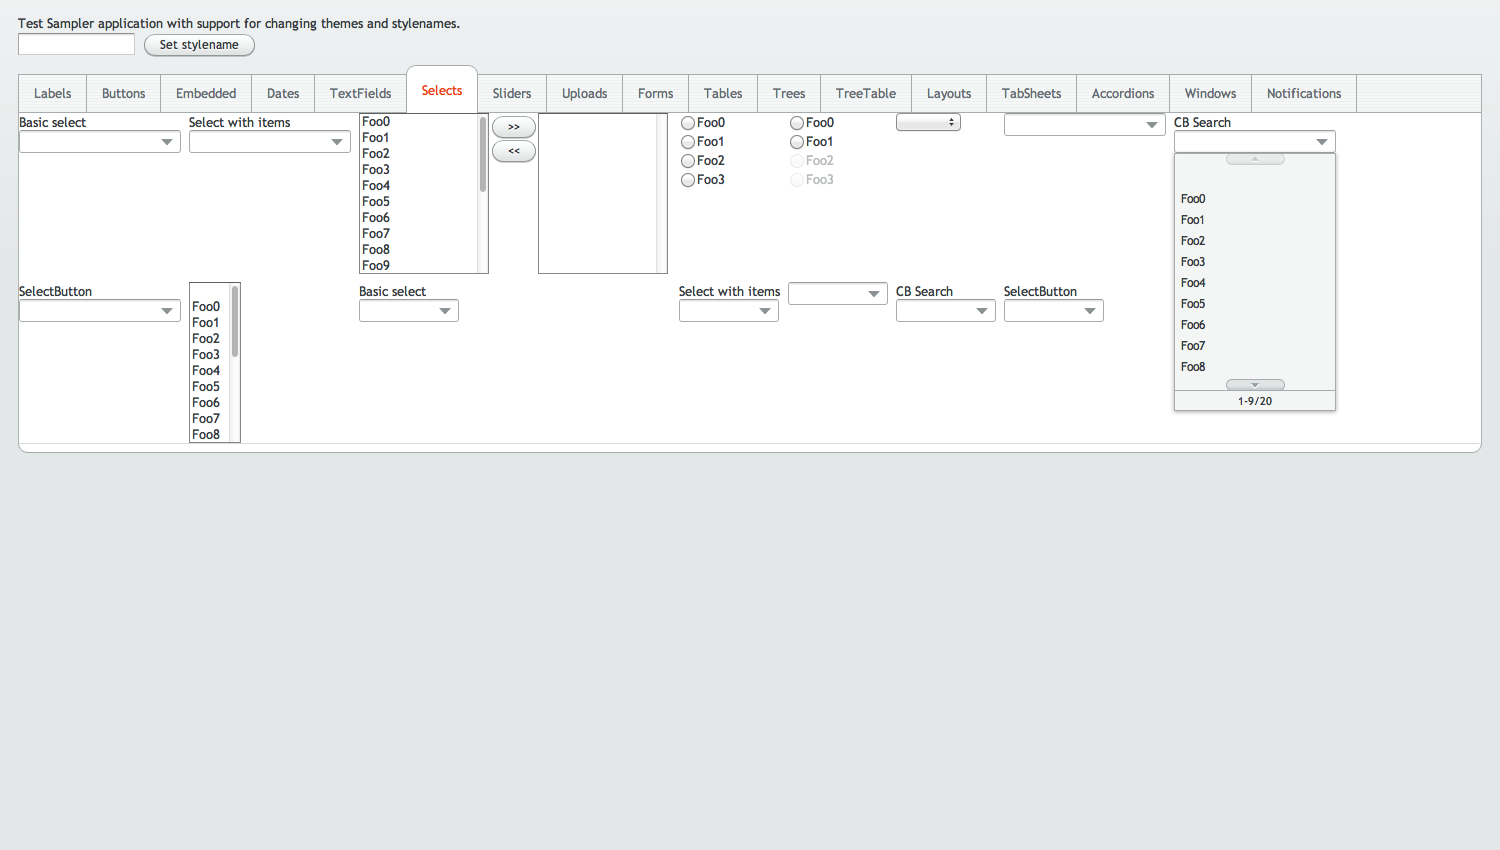 Test Sampler application with support for changing themes and stylenames.
Set stylename
Labels Buttons Embedded Dates TextFields Selects Sliders Uploads Forms Tables Trees TreeTable Layouts TabSheets Accordions Windows Notifications
Basic select
Select with items
Foo0
Foo1
Foo2
Foo3
Foo4
Foo5
Foo6
Foo7
Foo8
Foo9
>>
<<
Foo0
Foo1
Foo2
Foo3
Foo0
Foo1
Foo2
Foo3
CB Search
Foo0
Foo1
Foo2
Foo3
Foo4
Foo5
Foo6
Foo7
Foo8
1-9/20
SelectButton
Foo0
Foo1
Foo2
Foo3
Foo4
Foo5
Foo6
Foo7
Foo8
Basic select
Select with items
CB Search
SelectButton